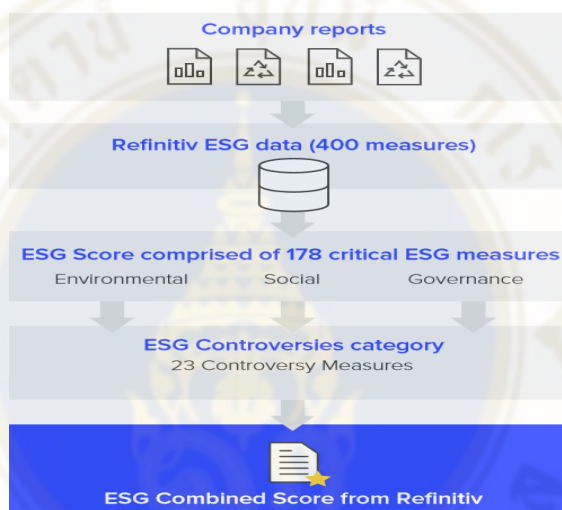 Company reports
Refinitiv ESG data (400 measures)
ESG Score comprised of 178 critical ESG measures
Environmental Social Governance
ESG Controversies category
23 Controversy Measures
ESG Combined Score from Refinitiv